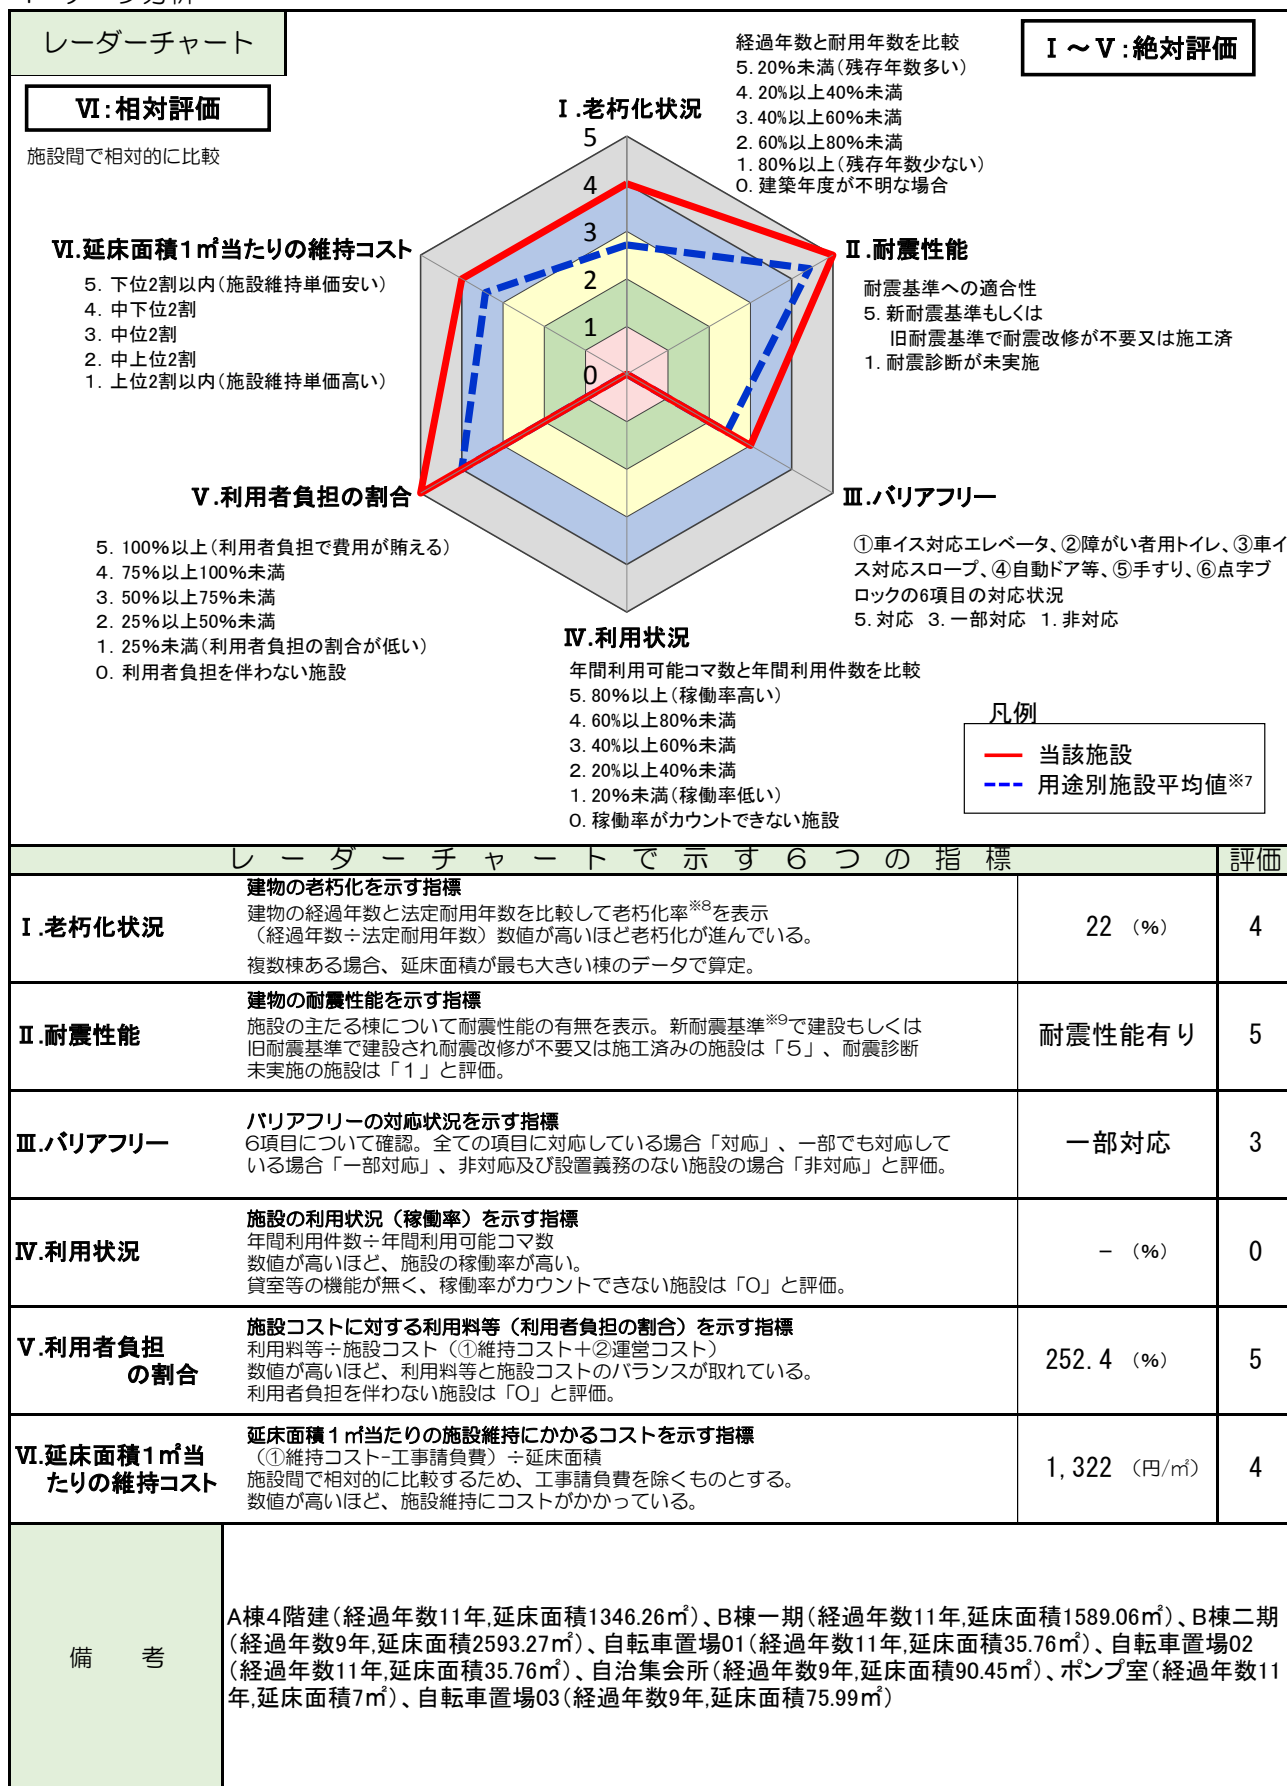 レーダーチャート
Ⅰ～Ⅴ：絶対評価
Ⅵ：相対評価
施設間で相対的に比較
経過年数と耐用年数を比較
5. 20%未満（残存年数多い）
4. 20%以上40%未満
3. 40%以上60%未満
2. 60%以上80%未満
1. 80%以上（残存年数少ない）
0. 建築年度が不明な場合
Ⅰ.老朽化状況
5
4
3
2
1
0
Ⅵ.延床面積1㎡当たりの維持コスト
5. 下位2割以内（施設維持単価安い）
4. 中下位2割
3. 中位2割
2. 中上位2割
1. 上位2割以内（施設維持単価高い）
Ⅱ.耐震性能
耐震基準への適合性
5. 新耐震基準もしくは
旧耐震基準で耐震改修が不要又は施工済
1. 耐震診断が未実施
Ⅴ.利用者負担の割合
5. 100%以上（利用者負担で費用が賄える）
4. 75%以上100%未満
3. 50%以上75%未満
2. 25%以上50%未満
1. 25%未満（利用者負担の割合が低い）
0. 利用者負担を伴わない施設
Ⅲ.バリアフリー
①車イス対応エレベータ、②障がい者用トイレ、③車イ
ス対応スロープ、④自動ドア等、⑤手すり、⑥点字ブ
ロックの6項目の対応状況
5. 対応 3. 一部対応 1. 非対応
Ⅳ.利用状況
年間利用可能コマ数と年間利用件数を比較
5. 80%以上（稼働率高い）
4. 60%以上80%未満
3. 40%以上60%未満
2. 20%以上40%未満
1. 20%未満（稼働率低い）
0. 稼働率がカウントできない施設
凡例
当該施設
用途別施設平均値※7
レーダーチャートで示す6つの指標 評価
Ⅰ.老朽化状況
建物の老朽化を示す指標
建物の経過年数と法定耐用年数を比較して老朽化率※8を表示
（経過年数÷法定耐用年数）数値が高いほど老朽化が進んでいる。
複数棟ある場合、延床面積が最も大きい棟のデータで算定。
22 （%） 4
Ⅱ.耐震性能
建物の耐震性能を示す指標
施設の主たる棟について耐震性能の有無を表示。新耐震基準※9で建設もしくは
旧耐震基準で建設され耐震改修が不要又は施工済みの施設は「5」、耐震診断
未実施の施設は「1」と評価。
耐震性能有り 5
Ⅲ.バリアフリー
バリアフリーの対応状況を示す指標
6項目について確認。全ての項目に対応している場合「対応」、一部でも対応して
いる場合「一部対応」、非対応及び設置義務のない施設の場合「非対応」と評価。
一部対応 3
Ⅳ.利用状況
施設の利用状況（稼働率）を示す指標
年間利用件数÷年間利用可能コマ数
数値が高いほど、施設の稼働率が高い。
貸室等の機能が無く、稼働率がカウントできない施設は「0」と評価。
－ （%） 0
Ⅴ.利用者負担
の割合
施設コストに対する利用料等（利用者負担の割合）を示す指標
利用料等÷施設コスト（①維持コスト＋②運営コスト）
数値が高いほど、利用料等と施設コストのバランスが取れている。
利用者負担を伴わない施設は「0」と評価。
252.4 （%） 5
Ⅵ.延床面積1㎡当
たりの維持コスト
延床面積1㎡当たりの施設維持にかかるコストを示す指標
（①維持コスト-工事請負費）÷延床面積
施設間で相対的に比較するため、工事請負費を除くものとする。
数値が高いほど、施設維持にコストがかかっている。
1,322 （円/㎡） 4
備 考
A棟4階建（経過年数11年,延床面積1346.26㎡）、B棟一期（経過年数11年,延床面積1589.06㎡）、B棟二期
（経過年数9年,延床面積2593.27㎡）、自転車置場01（経過年数11年,延床面積35.76㎡）、自転車置場02
（経過年数11年,延床面積35.76㎡）、自治集会所（経過年数9年,延床面積90.45㎡）、ポンプ室（経過年数11
年,延床面積7㎡）、自転車置場03（経過年数9年,延床面積75.99㎡）